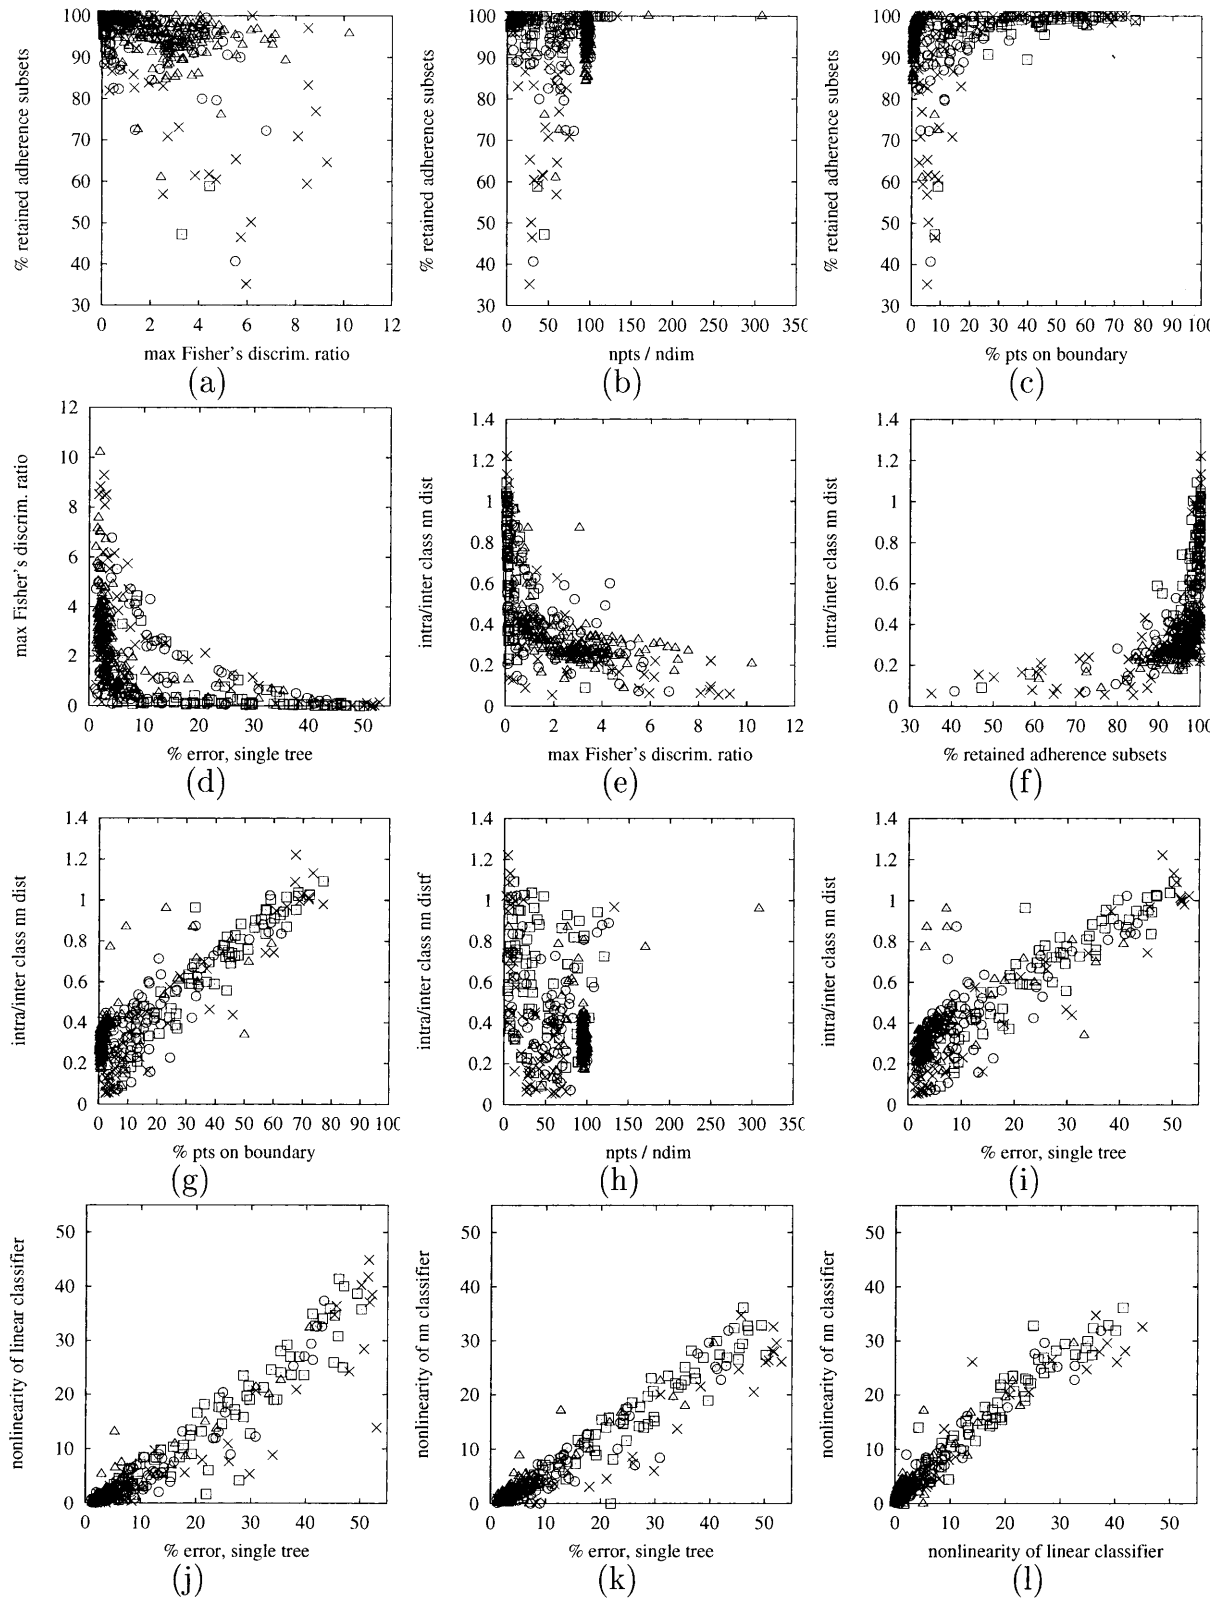 % retained adherence subsets
100
90
80
70
60
50
40
30
0 2 4 6 8 10 12
max Fisher's discrim. ratio
(a)
% retained adherence subsets
100
90
80
70
60
50
40
30
0 50 100 150 200 250 300 350
npts / ndim
(b)
% retained adherence subsets
100
90
80
70
60
50
40
30
0 10 20 30 40 50 60 70 80 90 100
% pts on boundary
(c)
max Fisher's discrim. ratio
12
10
8
6
4
2
0
0 10 20 30 40 50
% error, single tree
(d)
intra/inter class nn dist
1.4
1.2
1
0.8
0.6
0.4
0.2
0
0 2 4 6 8 10 12
max Fisher's discrim. ratio
(e)
intra/inter class nn dist
1.4
1.2
1
0.8
0.6
0.4
0.2
0
30 40 50 60 70 80 90 100
% retained adherence subsets
(f)
intra/inter class nn dist
1.4
1.2
1
0.8
0.6
0.4
0.2
0
0 10 20 30 40 50 60 70 80 90 100
% pts on boundary
(g)
intra/inter class nn distf
1.4
1.2
1
0.8
0.6
0.4
0.2
0
0 50 100 150 200 250 300 350
npts / ndim
(h)
intra/inter class nn dist
1.4
1.2
1
0.8
0.6
0.4
0.2
0
0 10 20 30 40 50
% error, single tree
(i)
nonlinearity of linear classifier
50
40
30
20
10
0
0 10 20 30 40 50
% error, single tree
(j)
nonlinearity of nn classifier
50
40
30
20
10
0
0 10 20 30 40 50
% error, single tree
(k)
nonlinearity of nn classifier
50
40
30
20
10
0
0 10 20 30 40 50
nonlinearity of linear classifier
(l)